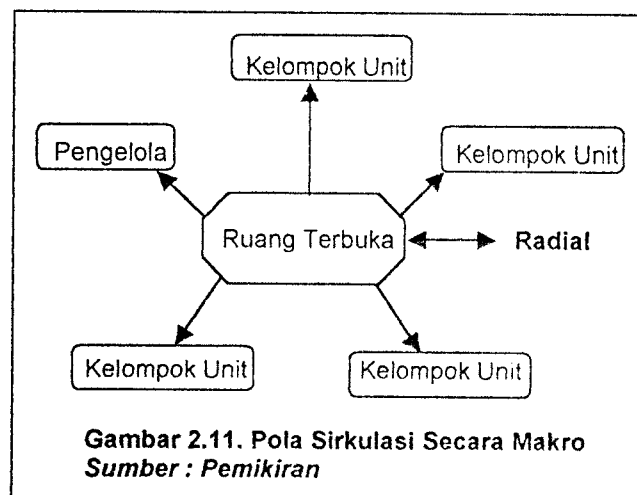 Kelompok Unit
Pengelola
Kelompok Unit
Ruang Terbuka
Radial
Kelompok Unit
Kelompok Unit
Gambar 2.11. Pola Sirkulasi Secara Makro
Sumber : Pemikiran